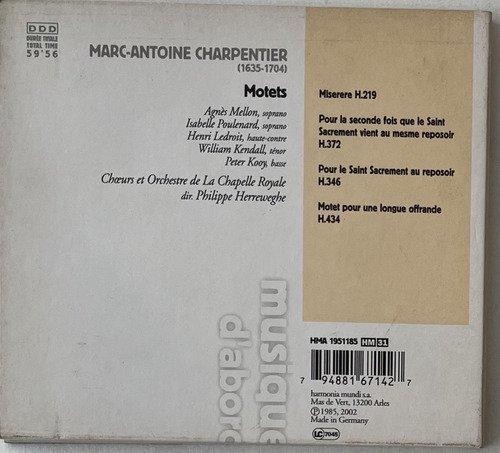 DDD
DURÉE TOTALE
TOTAL TIME
59'56
MARC-ANTOINE CHARPENTIER
(1635-1704)
Motets
Agnès Mellon, soprano
Isabelle Poulenard, soprano
Henri Ledroit, haute-contre
William Kendall, ténor
Peter Kooy, basse
Chœurs et Orchestre de La Chapelle Royale
dir. Philippe Herreweghe
Miserere H.219
Pour la seconde fois que le Saint
Sacrement vient au mesme reposoir
H.372
Pour le Saint Sacrement au reposoir
H.346
Motet pour une longue offrande
H.434
musique
d'abord
HMA 1951185 HM 31
7 94881 67142 7
harmonia mundi s.a.
Mas de Vert, 13200 Arles
Ⓟ 1985, 2002
Made in Germany
LC 7045